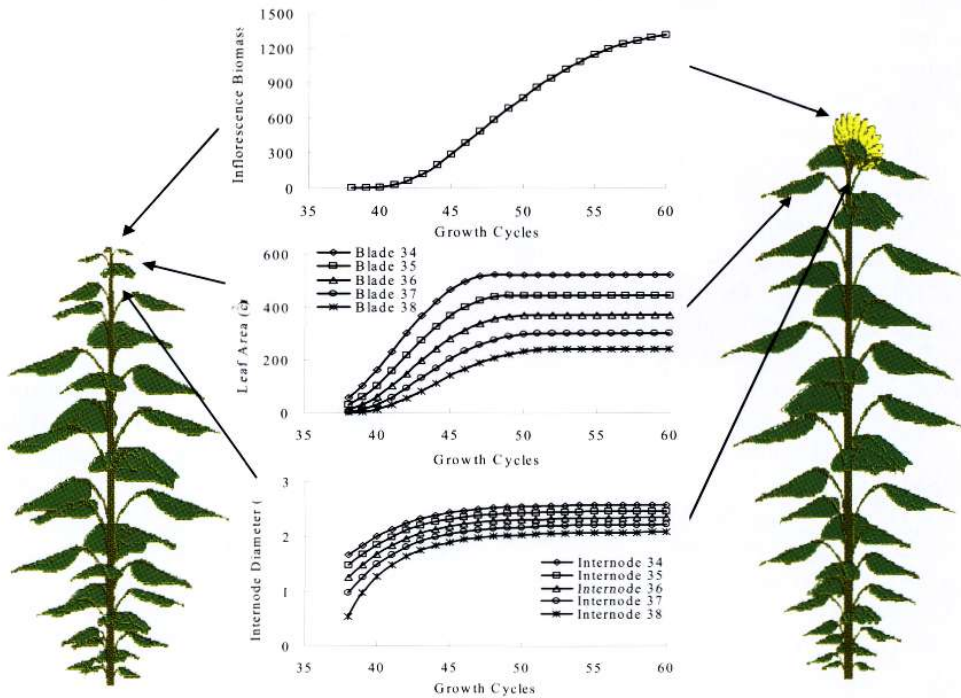 Inflorescence Biomass
1500
1200
900
600
300
0
35 40 45 50 55 60
Growth Cycles
Blade 34
Blade 35
Blade 36
Blade 37
Blade 38
Leaf Area (
600
400
200
0
35 40 45 50 55 60
Growth Cycles
Internode Diameter (
3
2
1
0
Internode 34
Internode 35
Internode 36
Internode 37
Internode 38
35 40 45 50 55 60
Growth Cycles